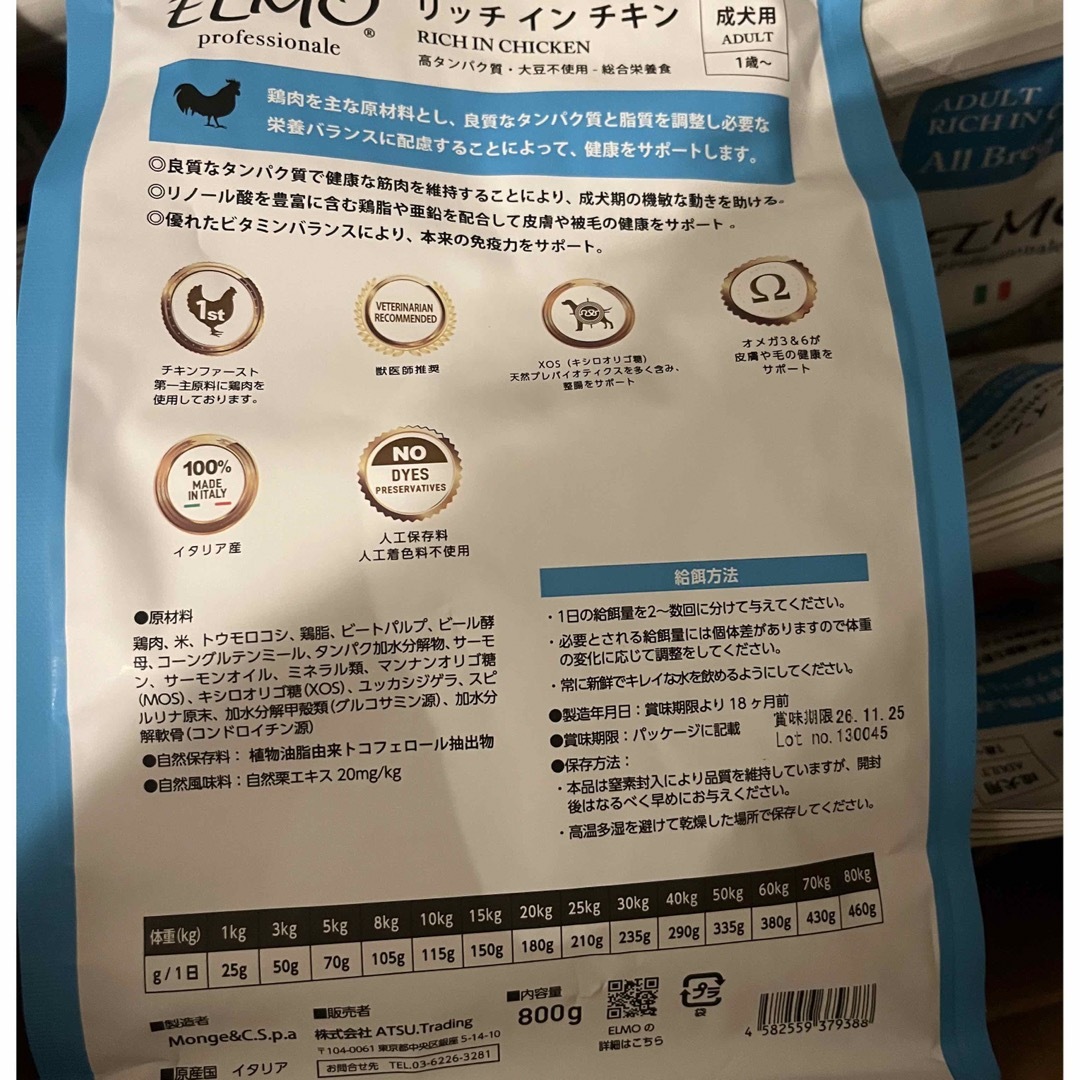 ELMO
professionale
®
リッチ イン チキン
RICH IN CHICKEN
高タンパク質・大豆不使用 - 総合栄養食
成犬用
ADULT
1歳〜
鶏肉を主な原材料とし、良質なタンパク質と脂質を調整し必要な
栄養バランスに配慮することによって、健康をサポートします。
◎良質なタンパク質で健康な筋肉を維持することにより、成犬期の機敏な動きを助ける。
◎リノール酸を豊富に含む鶏脂や亜鉛を配合して皮膚や被毛の健康をサポート 。
◎優れたビタミンバランスにより、本来の免疫力をサポート。
1st
チキンファースト
第一主原料に鶏肉を
使用しております。
VETERINARIAN
RECOMMENDED
獣医師推奨
XOS（キシロオリゴ糖）
天然プレバイオティクスを多く含み、
整腸をサポート
Ω
オメガ3＆6が
皮膚や毛の健康を
サポート
100%
MADE
IN ITALY
イタリア産
NO
DYES
PRESERVATIVES
人工保存料
人工着色料不使用
●原材料
鶏肉、米、トウモロコシ、鶏脂、ビートパルプ、ビール酵
母、コーングルテンミール、タンパク加水分解物、サーモ
ン、サーモンオイル、ミネラル類、マンナンオリゴ糖
(MOS)、キシロオリゴ糖(XOS)、ユッカシジゲラ、スピ
ルリナ原末、加水分解甲殻類(グルコサミン源)、加水分
解軟骨(コンドロイチン源)
●自然保存料： 植物油脂由来トコフェロール抽出物
●自然風味料：自然栗エキス 20mg/kg
給餌方法
・1日の給餌量を2〜数回に分けて与えてください。
・必要とされる給餌量には個体差がありますので体重
の変化に応じて調整をしてください。
・常に新鮮でキレイな水を飲めるようにしてください。
●製造年月日：賞味期限より 18 ヶ月前
●賞味期限：パッケージに記載
賞味期限26.11.25
Lot no.130045
●保存方法：
・本品は窒素封入により品質を維持していますが、開封
後はなるべく早めにお与えください。
・高温多湿を避けて乾燥した場所で保存してください。
体重(kg) 1kg 3kg 5kg 8kg 10kg 15kg 20kg 25kg 30kg 40kg 50kg 60kg 70kg 80kg
g/1日 25g 50g 70g 105g 115g 150g 180g 210g 235g 290g 335g 380g 430g 460g
■製造者
Monge&C.S.p.a
■原産国 イタリア
■販売者
株式会社 ATSU.Trading
〒104-0061 東京都中央区銀座 5-14-10
お問合せ先 TEL.03-6226-3281
■内容量
800g
ELMO の
詳細はこちら
プラ
袋
4 582559 379388
ADULT
RICH IN
All Bre
ELMO
professionale
成犬用
ADULT